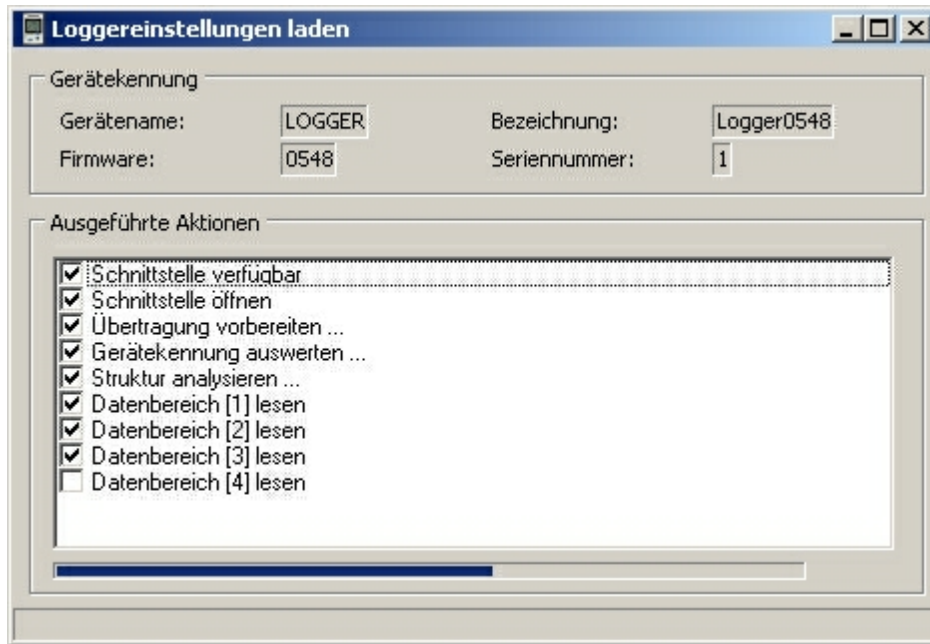 Loggereinstellungen laden
Gerätekennung
Gerätename: LOGGER Bezeichnung: Logger0548
Firmware: 0548 Seriennummer: 1
Ausgeführte Aktionen
Schnittstelle verfügbar
Schnittstelle öffnen
Übertragung vorbereiten ...
Gerätekennung auswerten ...
Struktur analysieren ...
Datenbereich [1] lesen
Datenbereich [2] lesen
Datenbereich [3] lesen
Datenbereich [4] lesen